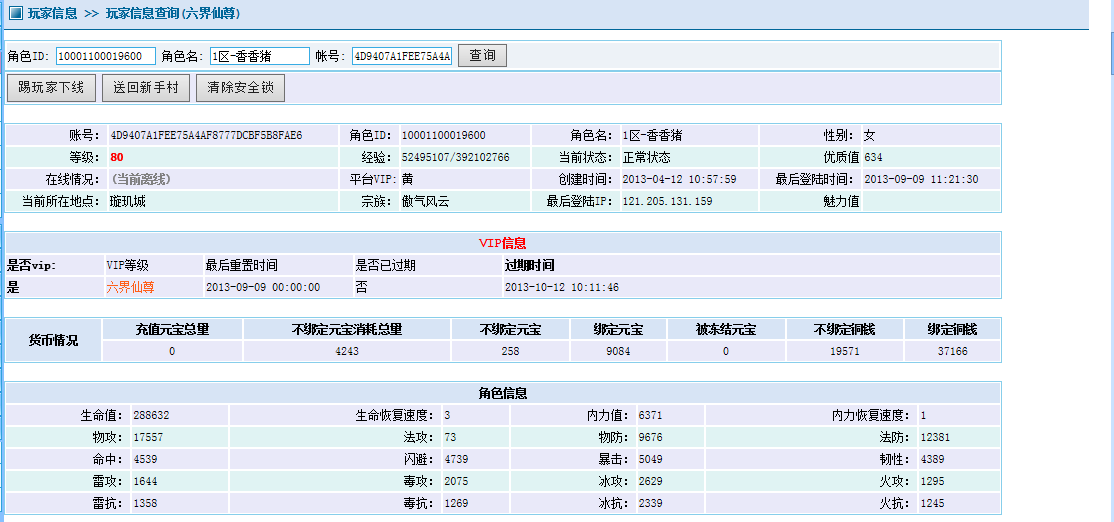 玩家信息 >> 玩家信息查询(六界仙尊)
角色ID: 10001100019600 角色名: 1区-香香猪 帐号: 4D9407A1FEE75A4A 查询
踢玩家下线 送回新手村 清除安全锁
账号: 4D9407A1FEE75A4AF8777DCBF5B8FAE6 角色ID: 10001100019600 角色名: 1区-香香猪 性别: 女
等级: 80 经验: 52495107/392102766 当前状态: 正常状态 优质值 634
在线情况: (当前离线) 平台VIP: 黄 创建时间: 2013-04-12 10:57:59 最后登陆时间: 2013-09-09 11:21:30
当前所在地点: 璇玑城 宗族: 傲气风云 最后登陆IP: 121.205.131.159 魅力值
VIP信息
是否vip: VIP等级 最后重置时间 是否已过期 过期时间
是 六界仙尊 2013-09-09 00:00:00 否 2013-10-12 10:11:46
货币情况 充值元宝总量 不绑定元宝消耗总量 不绑定元宝 绑定元宝 被冻结元宝 不绑定铜钱 绑定铜钱
0 4243 258 9084 0 19571 37166
角色信息
生命值: 288632 生命恢复速度: 3 内力值: 6371 内力恢复速度: 1
物攻: 17557 法攻: 73 物防: 9676 法防: 12381
命中: 4539 闪避: 4739 暴击: 5049 韧性: 4389
雷攻: 1644 毒攻: 2075 冰攻: 2629 火攻: 1295
雷抗: 1358 毒抗: 1269 冰抗: 2339 火抗: 1245